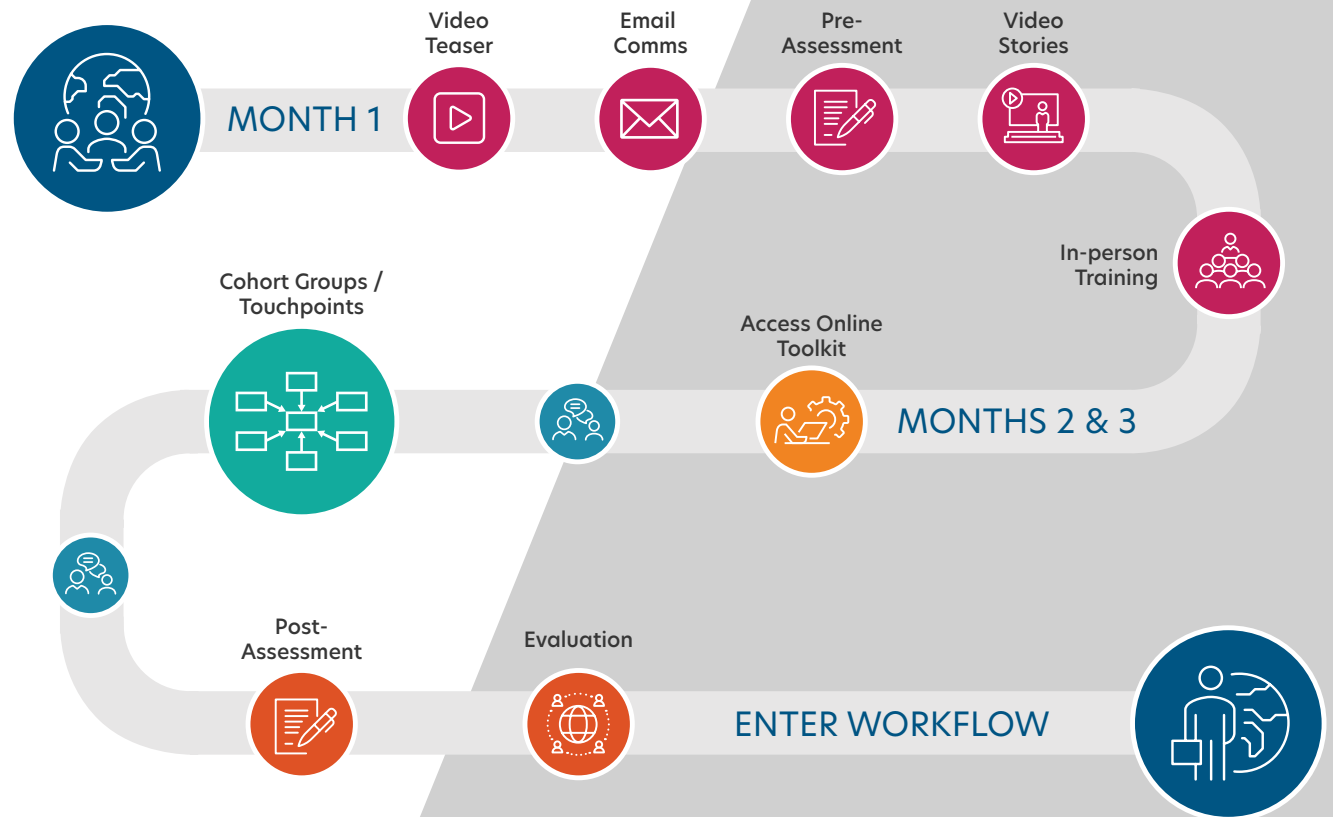 Video
Teaser
Email
Comms
Pre-
Assessment
Video
Stories
MONTH 1
In-person
Training
Access Online
Toolkit
MONTHS 2 & 3
Cohort Groups /
Touchpoints
Post-
Assessment
Evaluation
ENTER WORKFLOW